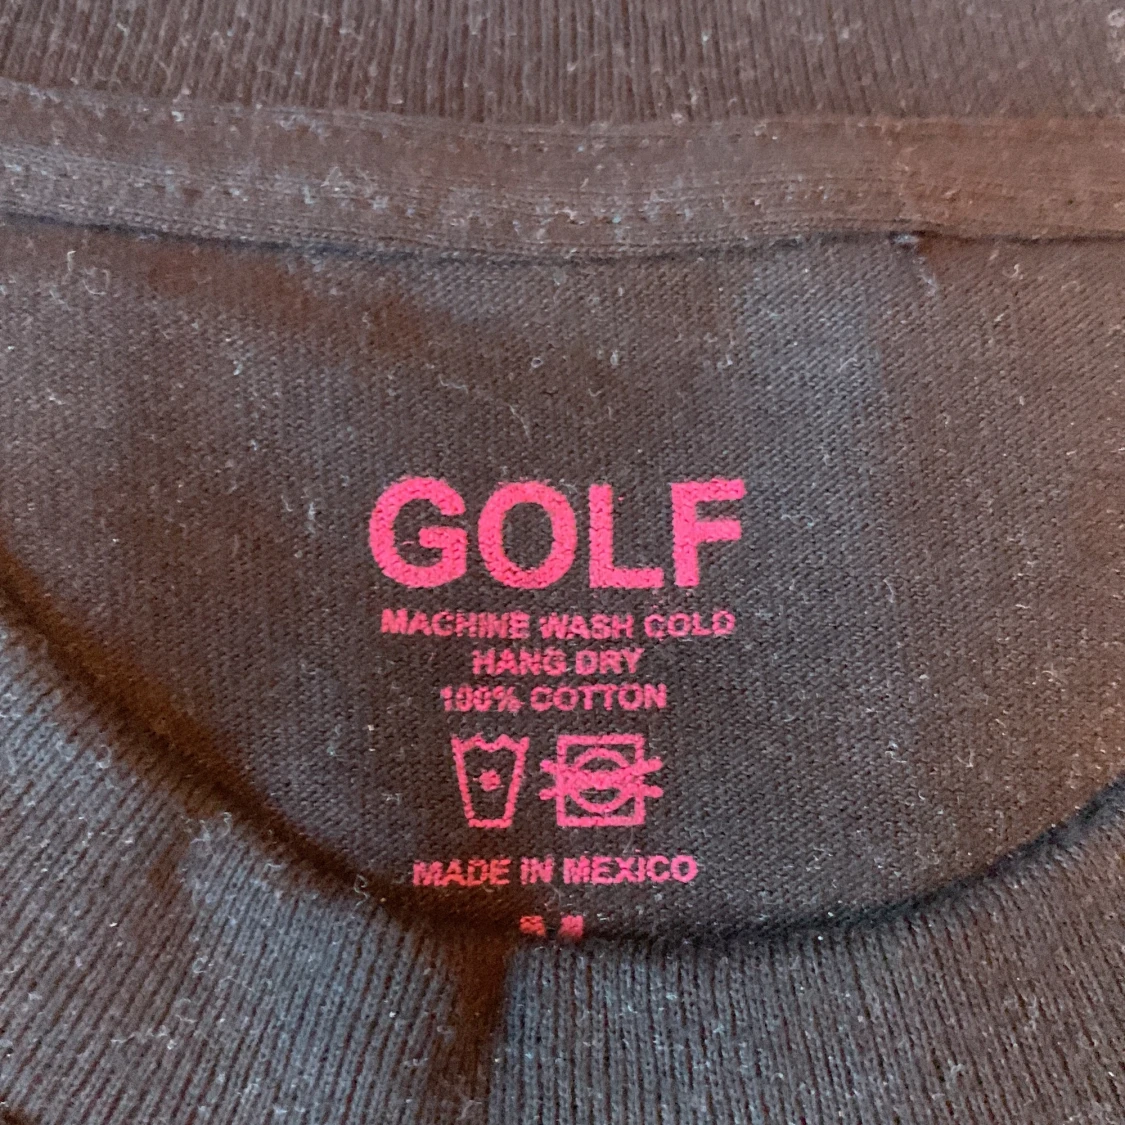 GOLF
MACHINE WASH COLD
HANG DRY
100% COTTON
MADE IN MEXICO